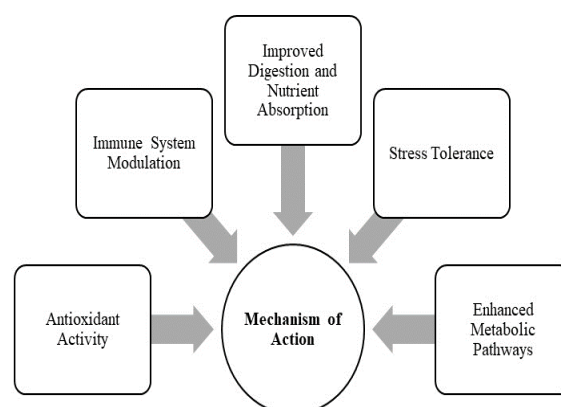 Improved
Digestion and
Nutrient
Absorption
Immune System
Modulation
Stress Tolerance
Antioxidant
Activity
Mechanism of
Action
Enhanced
Metabolic
Pathways